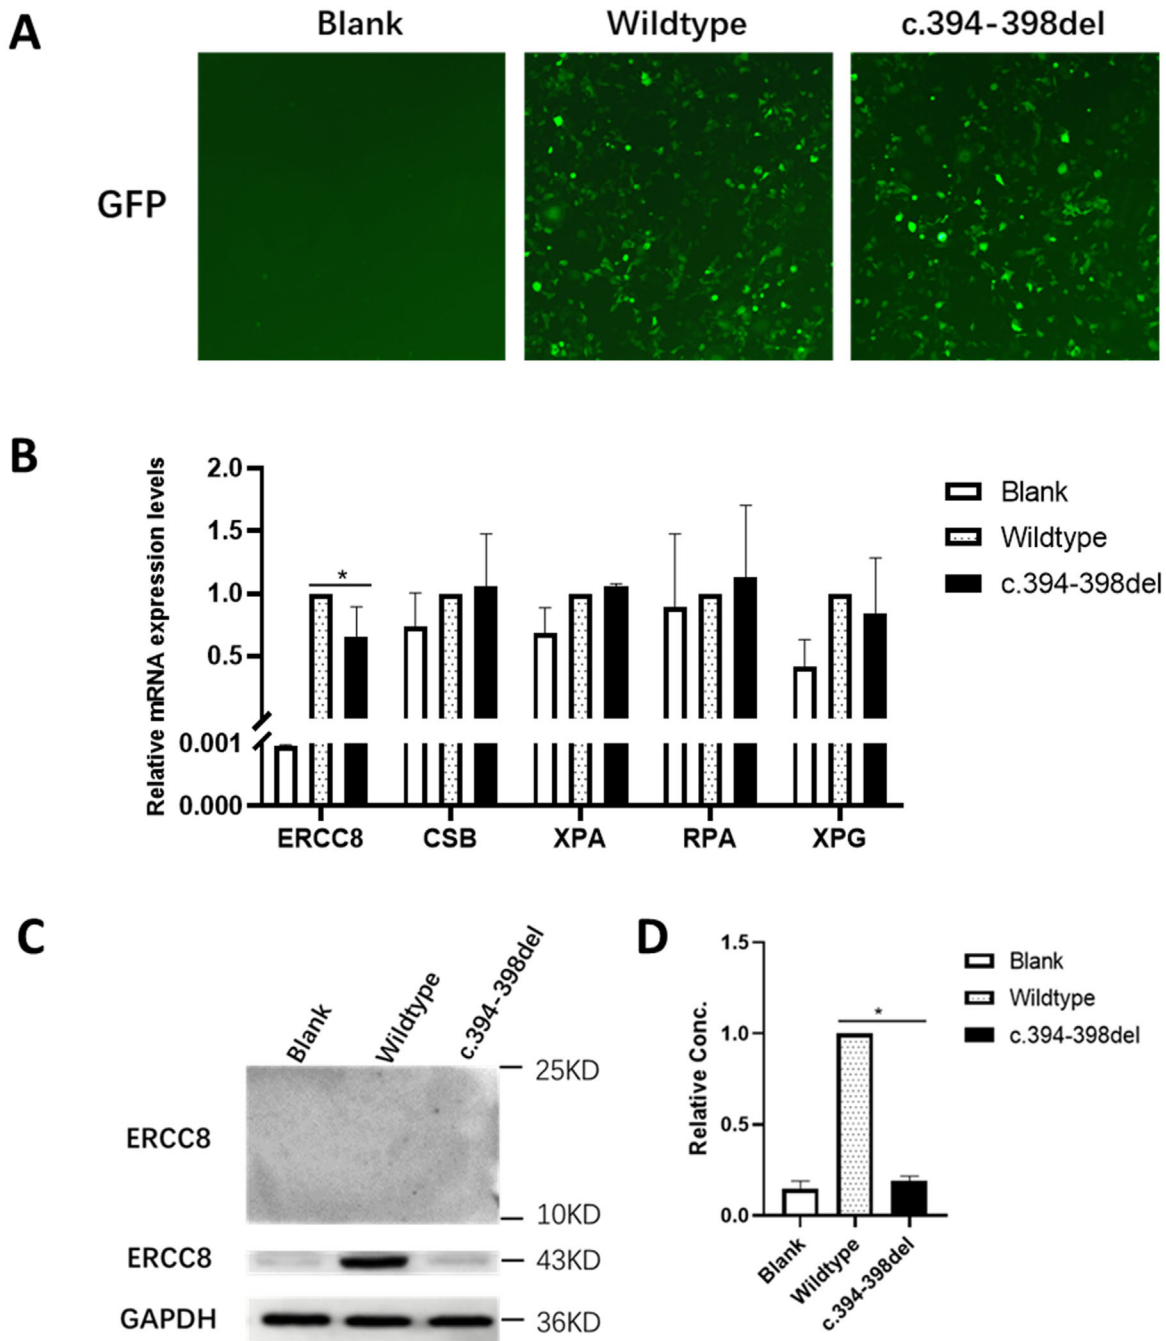 A
Blank
Wildtype
c.394-398del
GFP
B
Relative mRNA expression levels
2.0
1.5
1.0
0.5
0.001
0.000
*
ERCC8
CSB
XPA
RPA
XPG
Blank
Wildtype
c.394-398del
C
Blank
Wildtype
c.394-398del
ERCC8
25KD
10KD
ERCC8
43KD
GAPDH
36KD
D
Relative Conc.
1.5
1.0
0.5
0.0
*
Blank
Wildtype
c.394-398del
Blank
Wildtype
c.394-398del